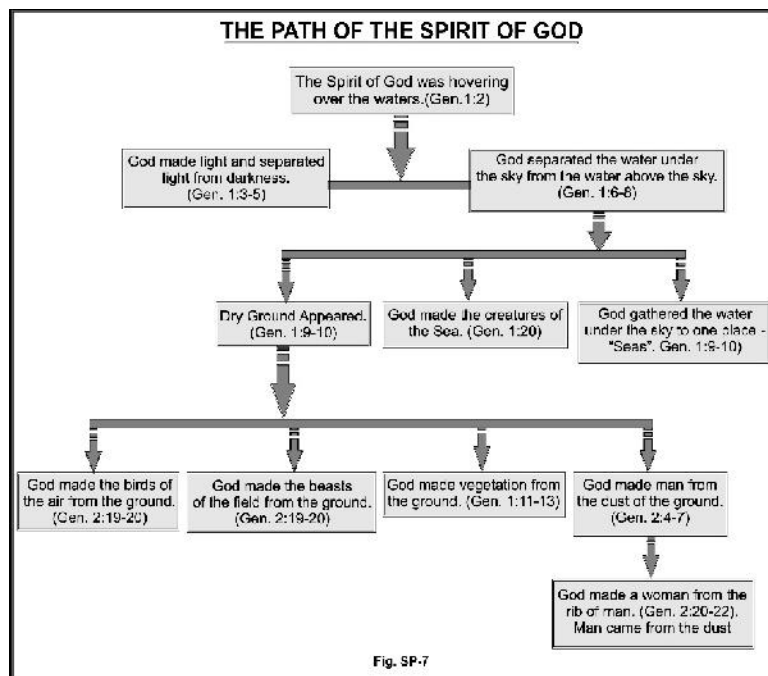 THE PATH OF THE SPIRIT OF GOD
The Spirit of God was hovering
over the waters.(Gen.1:2)
God made light and separated
light from darkness.
(Gen. 1:3-5)
God separated the water under
the sky from the water above the sky.
(Gen. 1:6-8)
Dry Ground Appeared.
(Gen. 1:9-10)
God made the creatures of
the Sea. (Gen. 1:20)
God gathered the water
under the sky to one place -
"Seas". Gen. 1:9-10)
God made the birds of
the air from the ground.
(Gen. 2:19-20)
God made the beasts
of the field from the ground.
(Gen. 2:19-20)
God made vegetation from
the ground. (Gen. 1:11-13)
God made man from
the dust of the ground.
(Gen. 2:4-7)
God made a woman from the
rib of man. (Gen. 2:20-22).
Man came from the dust
Fig. SP-7